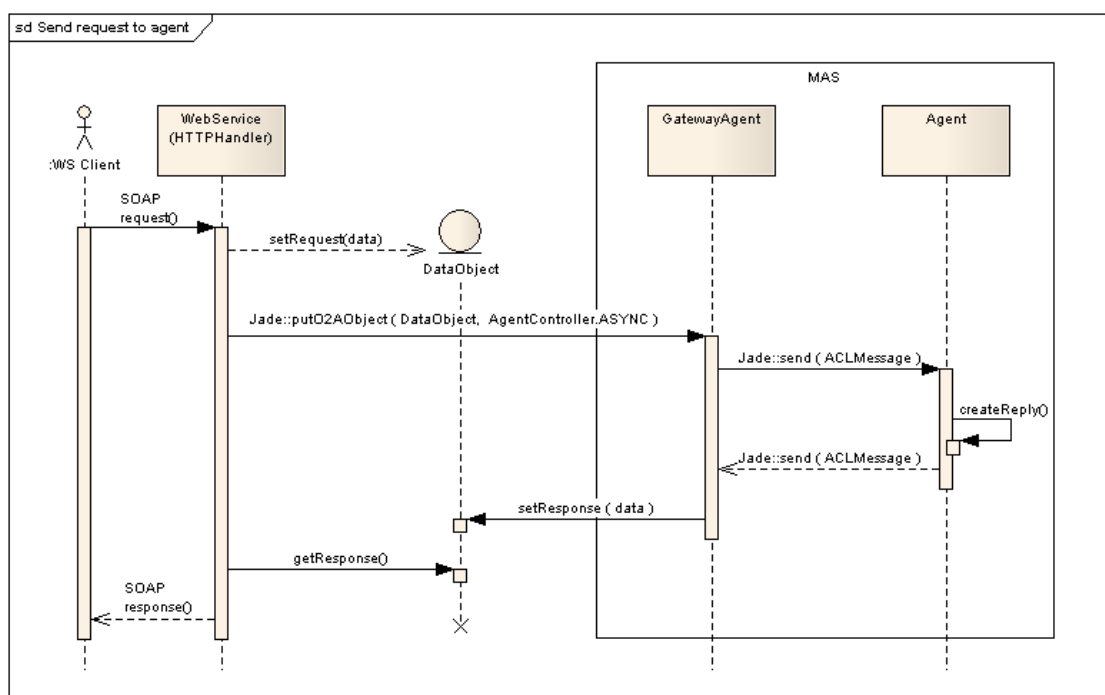 sd Send request to agent
MAS
WebService
(HTTPHandler)
GatewayAgent
Agent
:WS Client
SOAP
request()
setRequest(data)
DataObject
Jade::putO2AObject ( DataObject, AgentController.ASYNC )
Jade::send ( ACLMessage )
createReply()
Jade::send ( ACLMessage )
setResponse ( data )
getResponse()
SOAP
response()